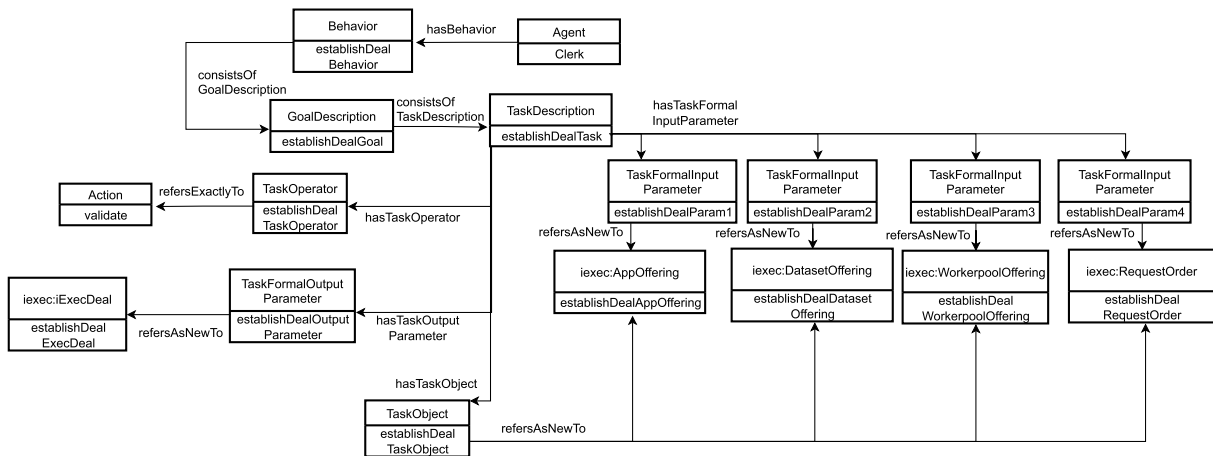 Behavior
establishDeal
Behavior
hasBehavior
Agent
Clerk
consistsOf
GoalDescription
GoalDescription
establishDealGoal
consistsOf
TaskDescription
TaskDescription
establishDealTask
hasTaskFormal
InputParameter
TaskFormalInput
Parameter
establishDealParam1
TaskFormalInput
Parameter
establishDealParam2
TaskFormalInput
Parameter
establishDealParam3
TaskFormalInput
Parameter
establishDealParam4
Action
validate
refersExactlyTo
TaskOperator
establishDeal
TaskOperator
hasTaskOperator
refersAsNewTo
refersAsNewTo
refersAsNewTo
refersAsNewTo
iexec:AppOffering
establishDealAppOffering
iexec:DatasetOffering
establishDealDataset
Offering
iexec:WorkerpoolOffering
establishDeal
WorkerpoolOffering
iexec:RequestOrder
establishDeal
RequestOrder
iexec:iExecDeal
establishDeal
ExecDeal
refersAsNewTo
TaskFormalOutput
Parameter
establishDealOutput
Parameter
hasTaskOutput
Parameter
hasTaskObject
TaskObject
establishDeal
TaskObject
refersAsNewTo